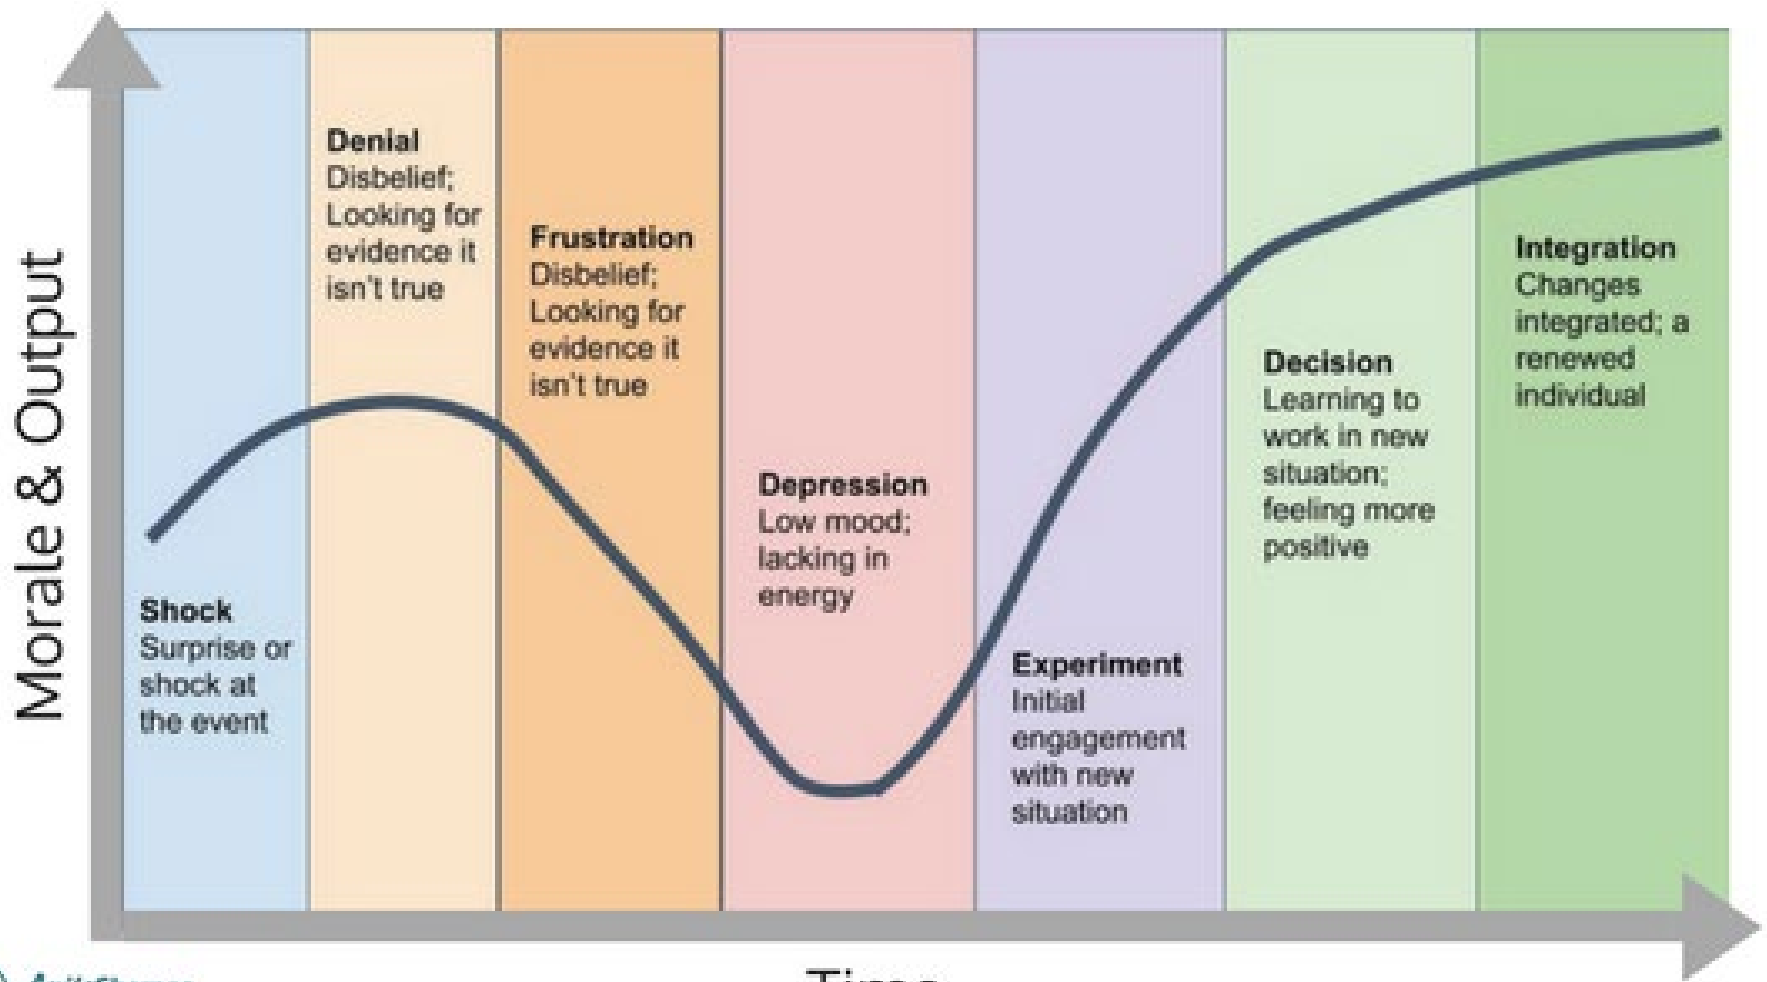 Morale & Output
Shock
Surprise or
shock at
the event
Denial
Disbelief;
Looking for
evidence it
isn't true
Frustration
Disbelief;
Looking for
evidence it
isn't true
Depression
Low mood;
lacking in
energy
Experiment
Initial
engagement
with new
situation
Decision
Learning to
work in new
situation;
feeling more
positive
Integration
Changes
integrated; a
renewed
individual
Time